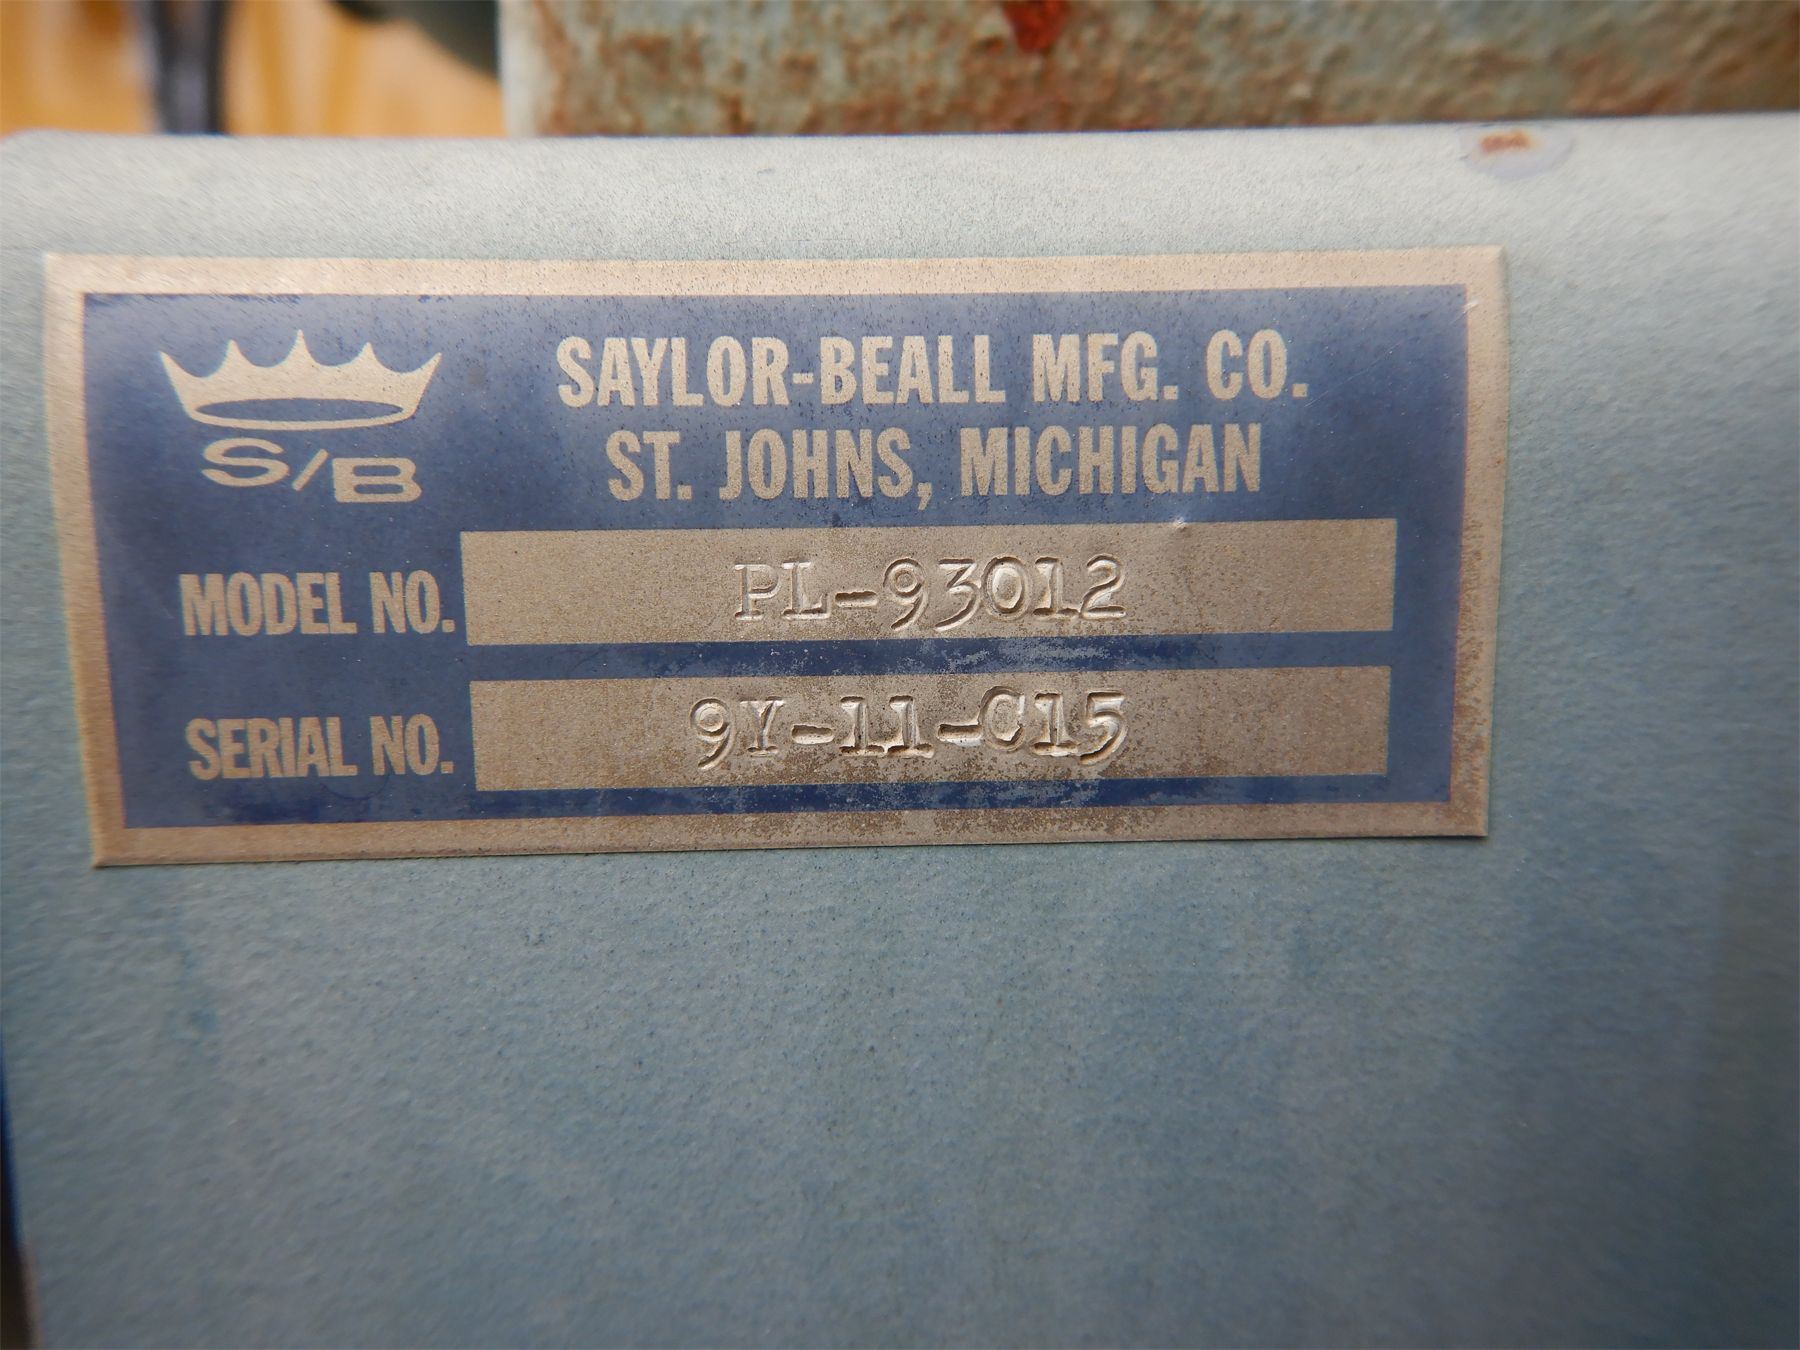 SAYLOR-BEALL MFG. CO.
ST. JOHNS, MICHIGAN
S/B
MODEL NO. PL-93012
SERIAL NO. 9Y-11-C15